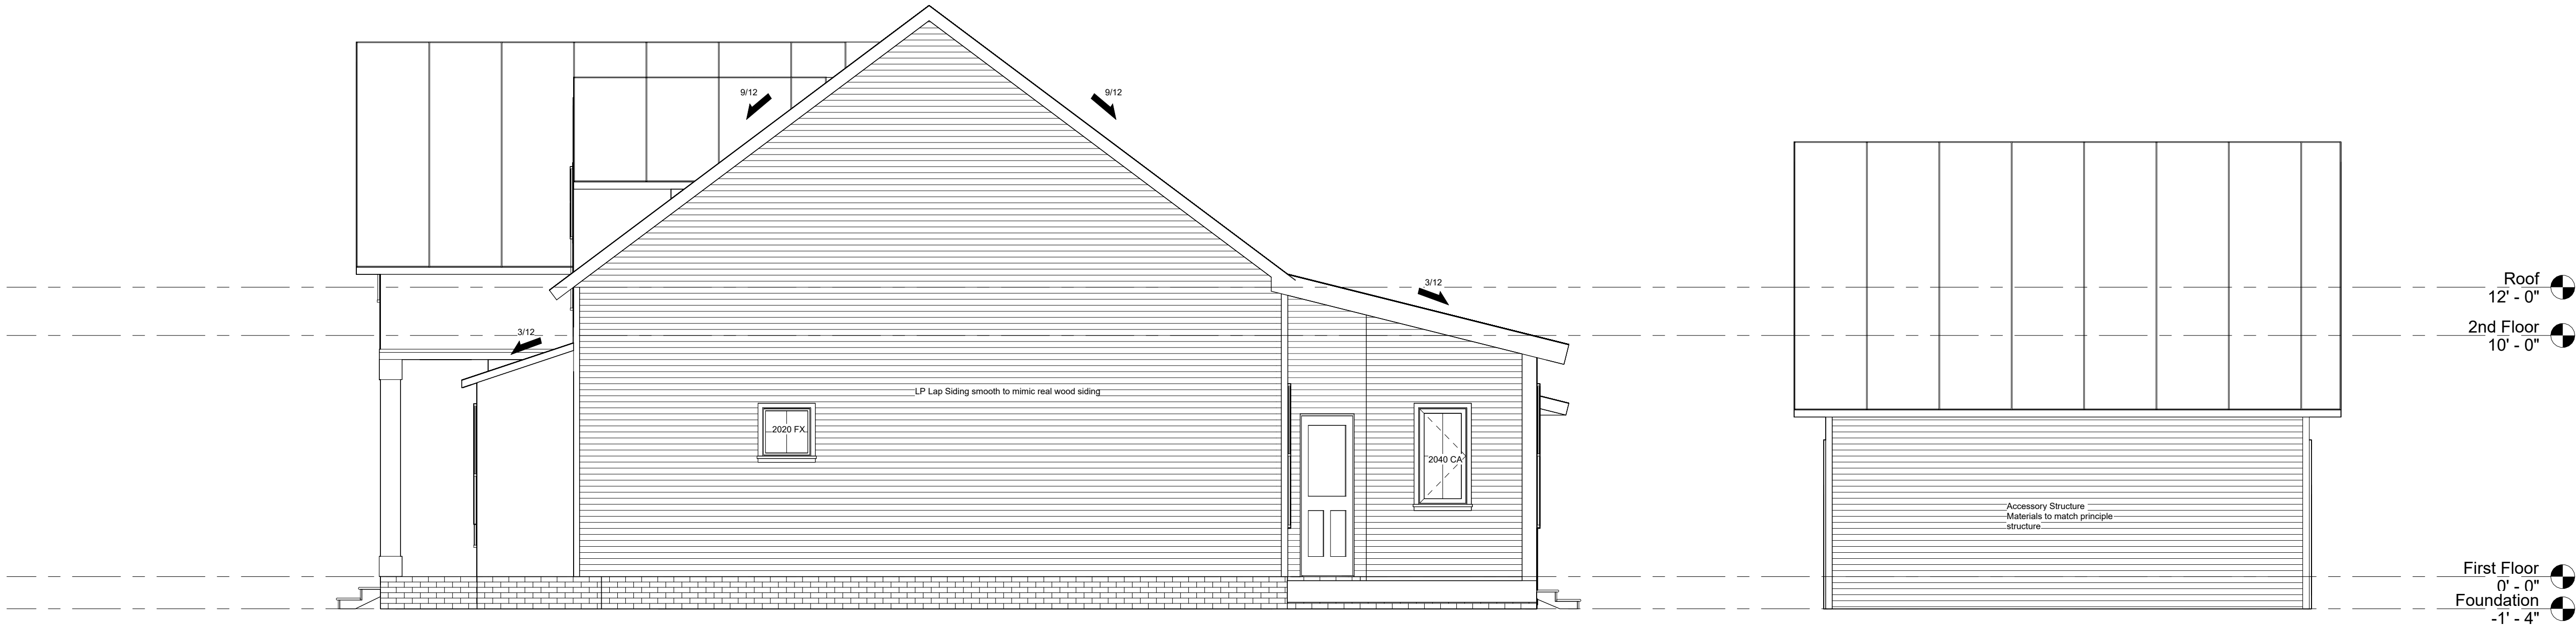 9/12
9/12
Roof
12' - 0"
3/12
2nd Floor
10' - 0"
3/12
LP Lap Siding smooth to mimic real wood siding
2020 FX
2040 CA
Accessory Structure
Materials to match principle
structure
First Floor
0' - 0"
Foundation
-1' - 4"